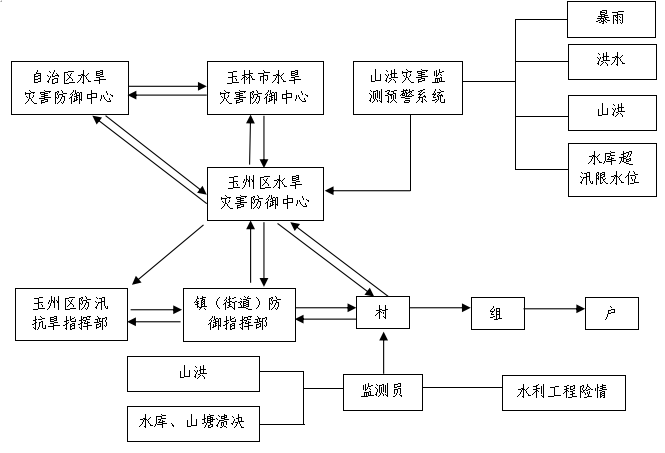 暴雨
自治区水旱
灾害防御中心
玉林市水旱
灾害防御中心
山洪灾害监
测预警系统
洪水
山洪
水库超
汛限水位
玉州区水旱
灾害防御中心
玉州区防汛
抗旱指挥部
镇（街道）防
御指挥部
村
组
户
山洪
监测员
水利工程险情
水库、山塘溃决